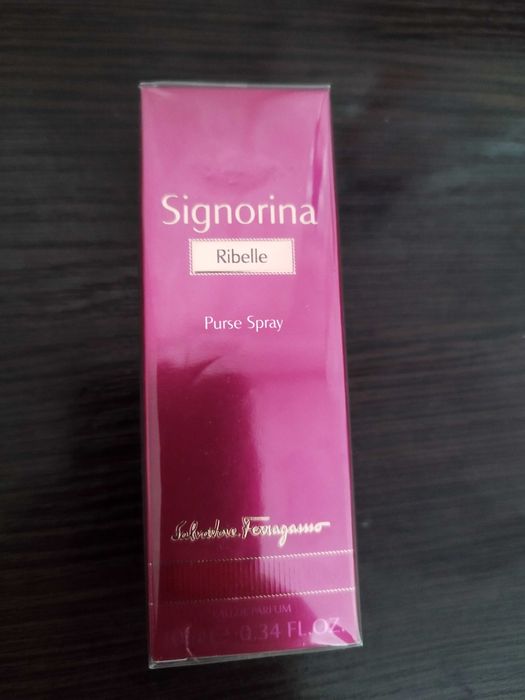 Signorina
Ribelle
Purse Spray
Salvatore Ferragamo
EAU DE PARFUM
0.34 FL.OZ.